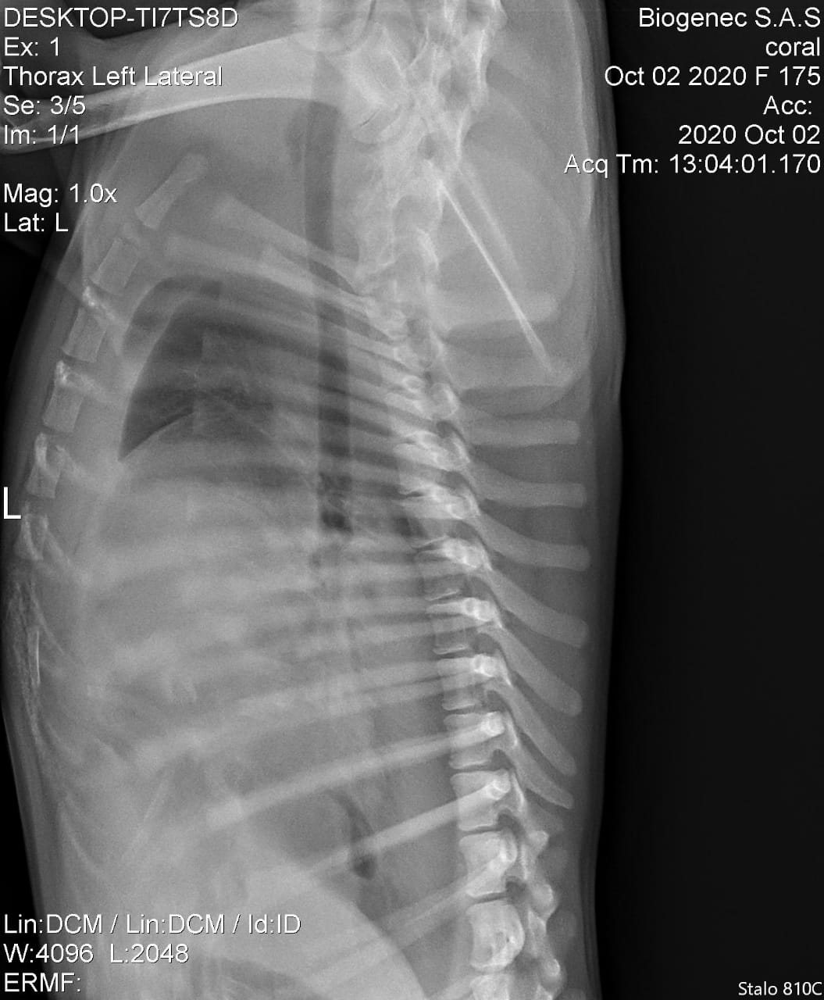 DESKTOP-TI7TS8D
Ex: 1
Thorax Left Lateral
Se: 3/5
Im: 1/1
Mag: 1.0x
Lat: L
Biogenec S.A.S
coral
Oct 02 2020 F 175
Acc:
2020 Oct 02
Acq Tm: 13:04:01.170
L
Lin:DCM / Lin:DCM / Id:ID
W:4096 L:2048
ERMF:
Stalo 810C